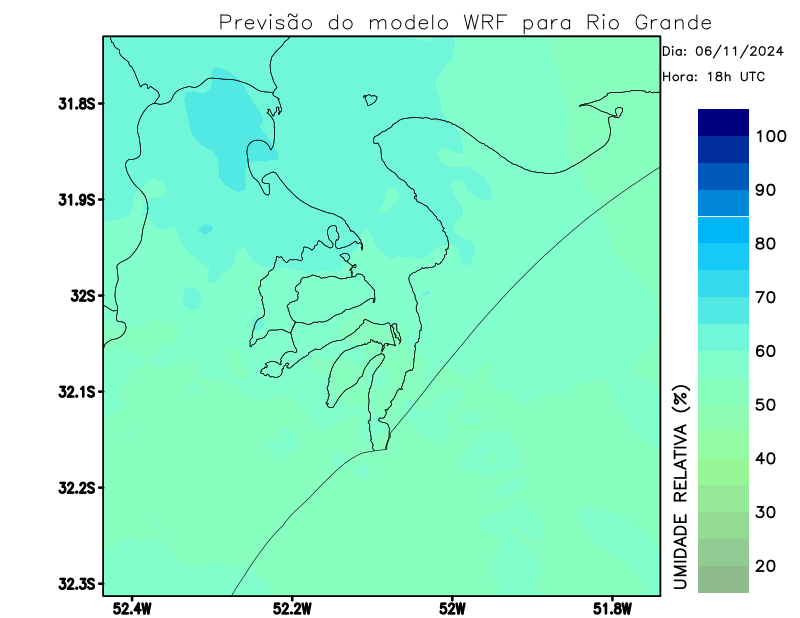 Previsão do modelo WRF para Rio Grande
Dia: 06/11/2024
Hora: 18h UTC
31.8S
31.9S
32S
32.1S
32.2S
32.3S
52.4W
52.2W
52W
51.8W
100
90
80
70
60
50
40
30
20
UMIDADE RELATIVA (%)